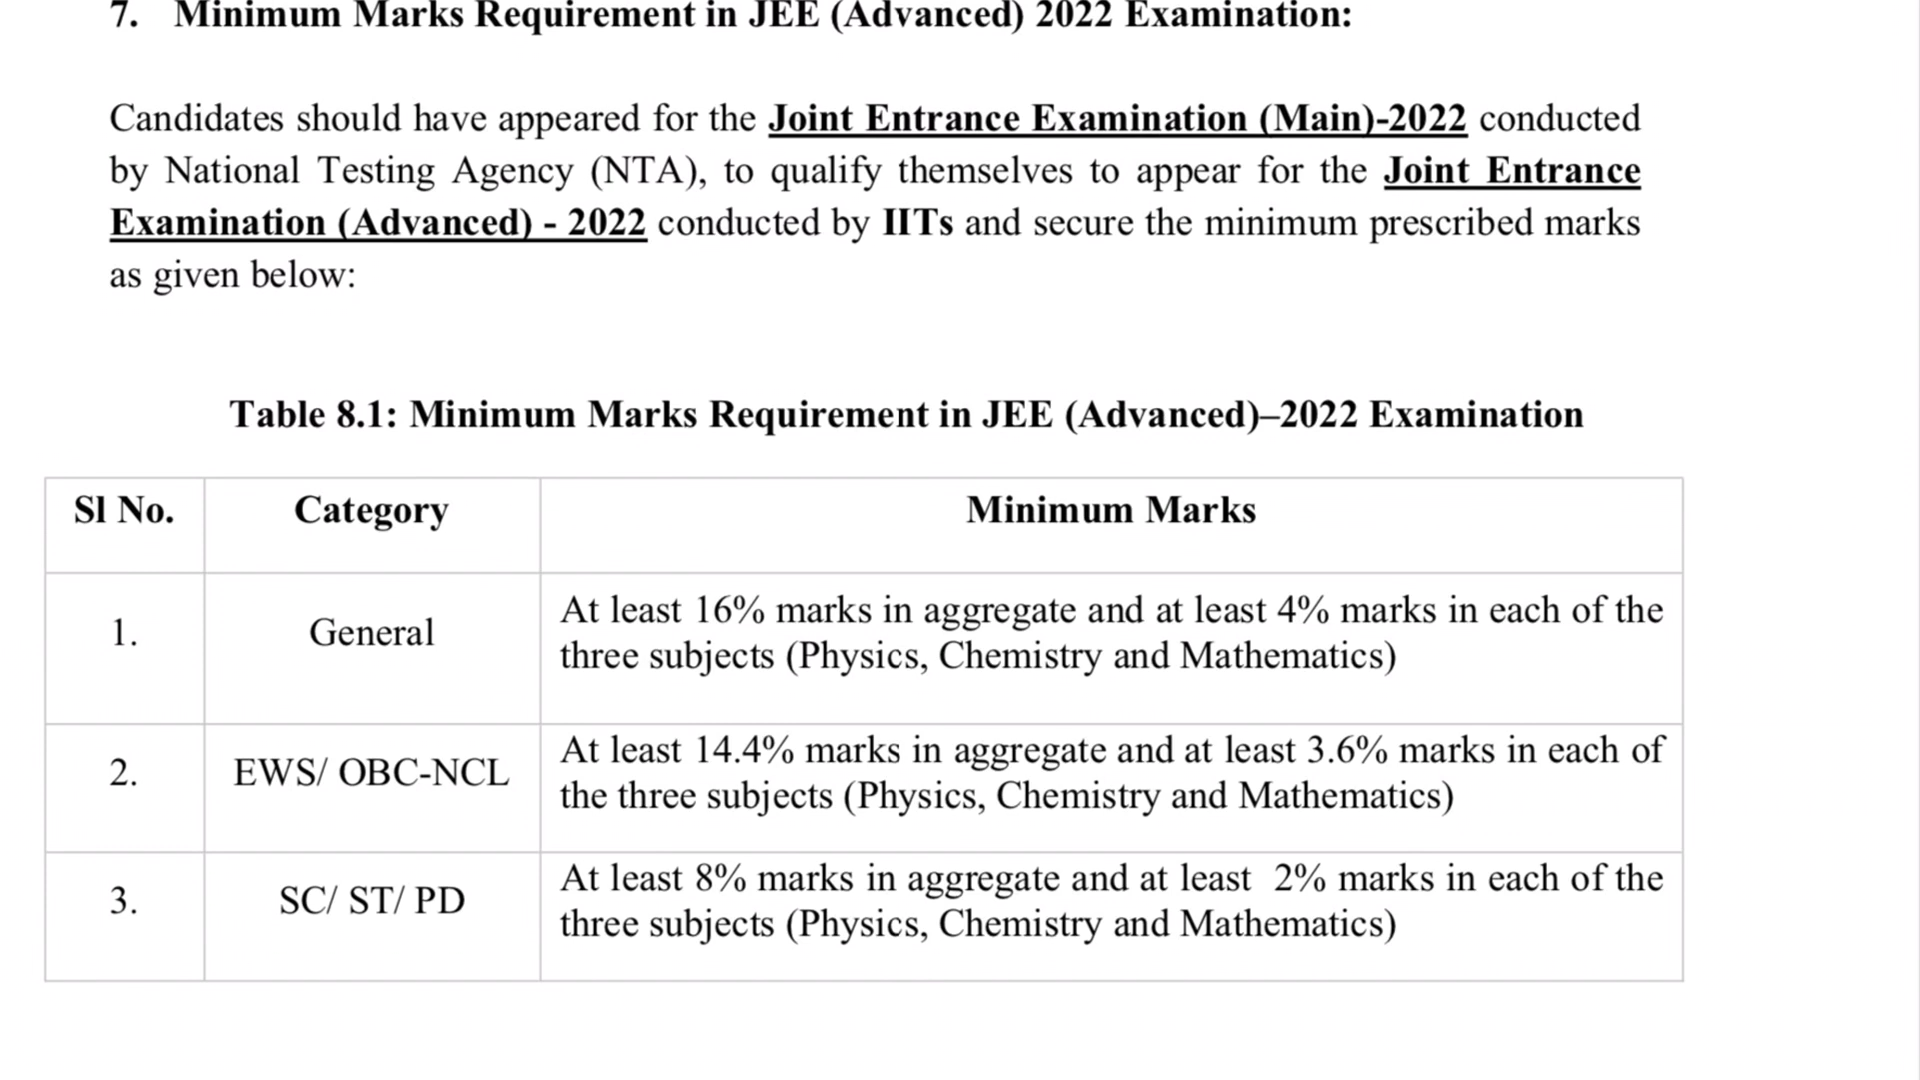 7. Minimum Marks Requirement in JEE (Advanced) 2022 Examination:
Candidates should have appeared for the Joint Entrance Examination (Main)-2022 conducted
by National Testing Agency (NTA), to qualify themselves to appear for the Joint Entrance
Examination (Advanced) - 2022 conducted by IITs and secure the minimum prescribed marks
as given below:
Table 8.1: Minimum Marks Requirement in JEE (Advanced)–2022 Examination
Sl No. Category Minimum Marks
1. General At least 16% marks in aggregate and at least 4% marks in each of the
three subjects (Physics, Chemistry and Mathematics)
2. EWS/ OBC-NCL At least 14.4% marks in aggregate and at least 3.6% marks in each of
the three subjects (Physics, Chemistry and Mathematics)
3. SC/ ST/ PD At least 8% marks in aggregate and at least 2% marks in each of the
three subjects (Physics, Chemistry and Mathematics)